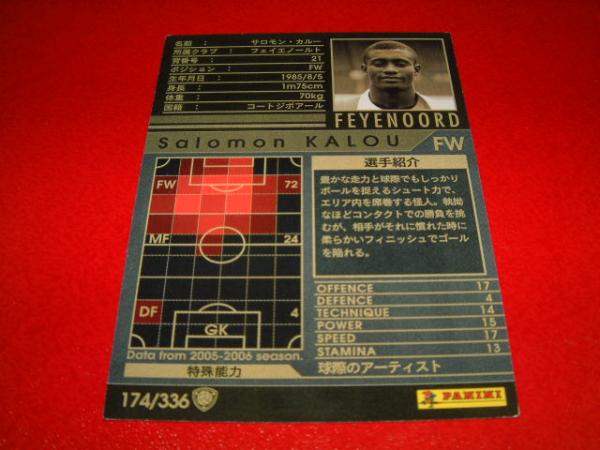 名前 : サロモン・カルー
所属クラブ : フェイエノールト
背番号 : 21
ポジション : FW
生年月日 : 1985/8/5
身長 : 1m75cm
体重 : 70kg
国籍 : コートジボアール
FEYENOORD
Salomon KALOU FW
FW 72
MF 24
DF 4
GK
Data from 2005-2006 season.
選手紹介
豊かな走力と球際でもしっかり
ボールを捉えるシュート力で、
エリア内を席巻する怪人。執拗
なほどコンタクトでの勝負を挑
むが、相手がそれに慣れた時に
柔らかいフィニッシュでゴール
を陥れる。
OFFENCE 17
DEFENCE 4
TECHNIQUE 14
POWER 15
SPEED 17
STAMINA 13
特殊能力 球際のアーティスト
174/336
PANINI